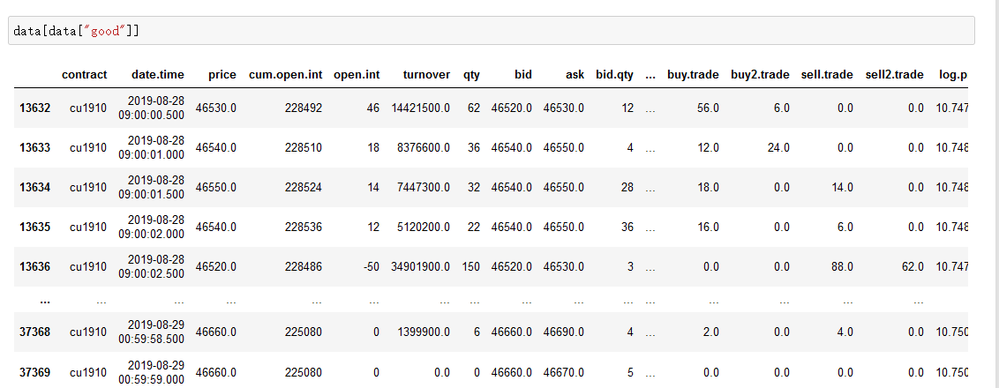 data[data["good"]]
contract date.time price cum.open.int open.int turnover qty bid ask bid.qty ... buy.trade buy2.trade sell.trade sell2.trade log.p
13632 cu1910 2019-08-28 09:00:00.500 46530.0 228492 46 14421500.0 62 46520.0 46530.0 12 ... 56.0 6.0 0.0 0.0 10.747
13633 cu1910 2019-08-28 09:00:01.000 46540.0 228510 18 8376600.0 36 46540.0 46550.0 4 ... 12.0 24.0 0.0 0.0 10.748
13634 cu1910 2019-08-28 09:00:01.500 46550.0 228524 14 7447300.0 32 46540.0 46550.0 28 ... 18.0 0.0 14.0 0.0 10.748
13635 cu1910 2019-08-28 09:00:02.000 46540.0 228536 12 5120200.0 22 46540.0 46550.0 36 ... 16.0 0.0 6.0 0.0 10.748
13636 cu1910 2019-08-28 09:00:02.500 46520.0 228486 -50 34901900.0 150 46520.0 46530.0 3 ... 0.0 0.0 88.0 62.0 10.747
... ... ... ... ... ... ... ... ... ... ... ... ... ... ... ...
37368 cu1910 2019-08-29 00:59:58.500 46660.0 225080 0 1399900.0 6 46660.0 46690.0 4 ... 2.0 0.0 4.0 0.0 10.750
37369 cu1910 2019-08-29 00:59:59.000 46660.0 225080 0 0.0 0 46660.0 46670.0 5 ... 0.0 0.0 0.0 0.0 10.750